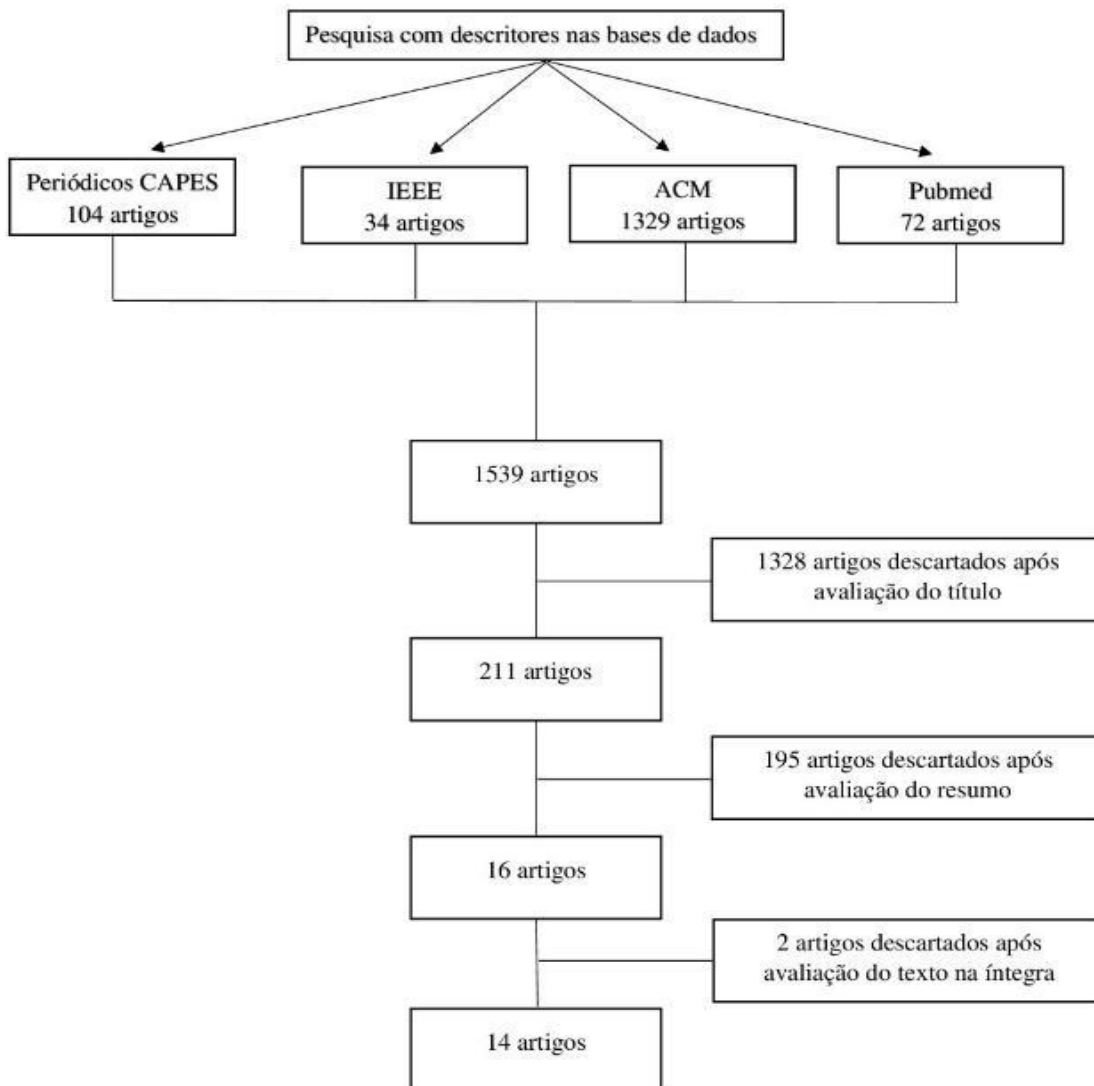 Pesquisa com descritores nas bases de dados
Periódicos CAPES
104 artigos
IEEE
34 artigos
ACM
1329 artigos
Pubmed
72 artigos
1539 artigos
1328 artigos descartados após
avaliação do título
211 artigos
195 artigos descartados após
avaliação do resumo
16 artigos
2 artigos descartados após
avaliação do texto na íntegra
14 artigos